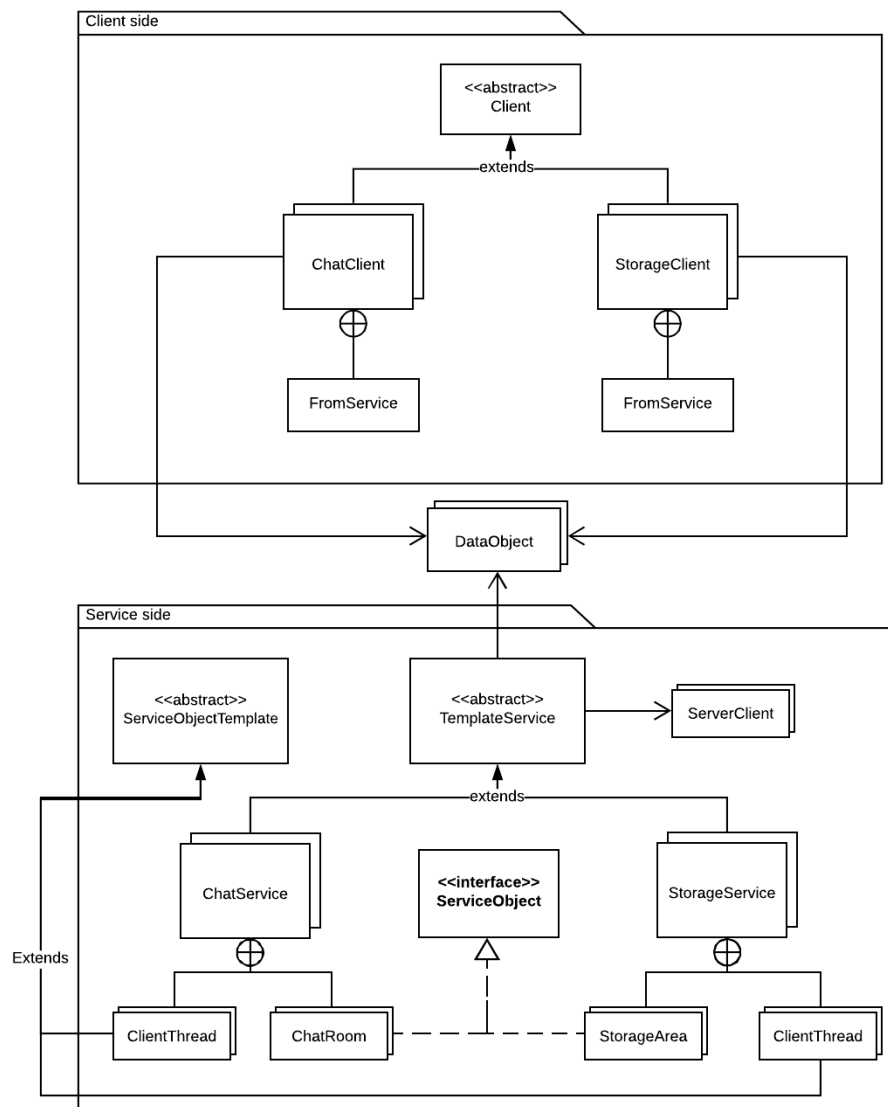 Client side
<<abstract>>
Client
extends
ChatClient
StorageClient
FromService
FromService
DataObject
Service side
<<abstract>>
ServiceObjectTemplate
<<abstract>>
TemplateService
ServerClient
extends
ChatService
<<interface>>
ServiceObject
StorageService
Extends
ClientThread
ChatRoom
StorageArea
ClientThread